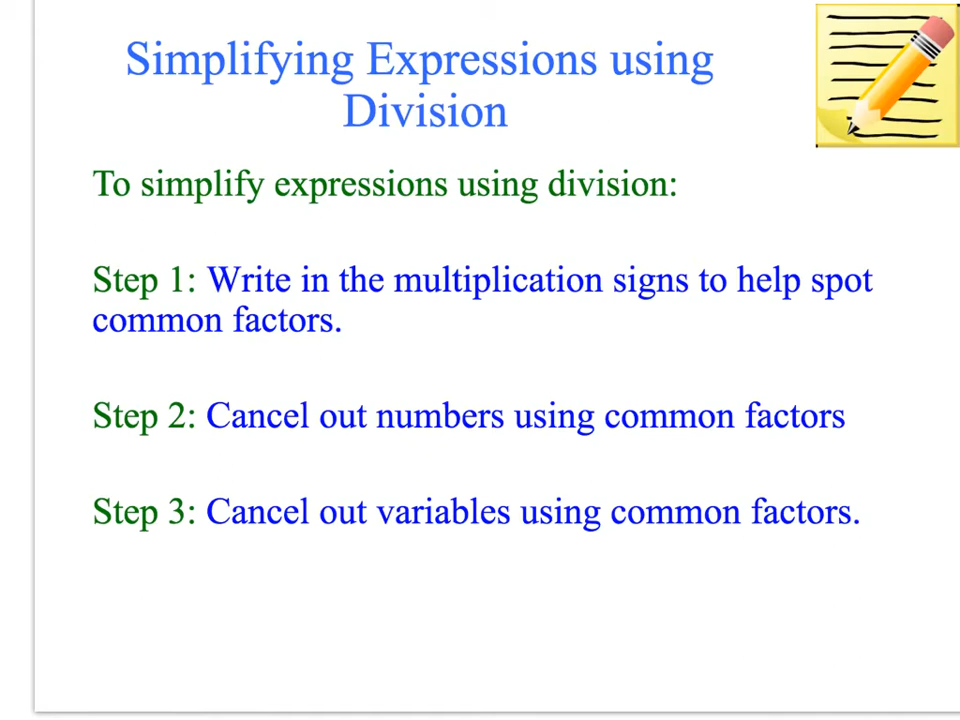 Simplifying Expressions using
Division
To simplify expressions using division:
Step 1: Write in the multiplication signs to help spot
common factors.
Step 2: Cancel out numbers using common factors
Step 3: Cancel out variables using common factors.